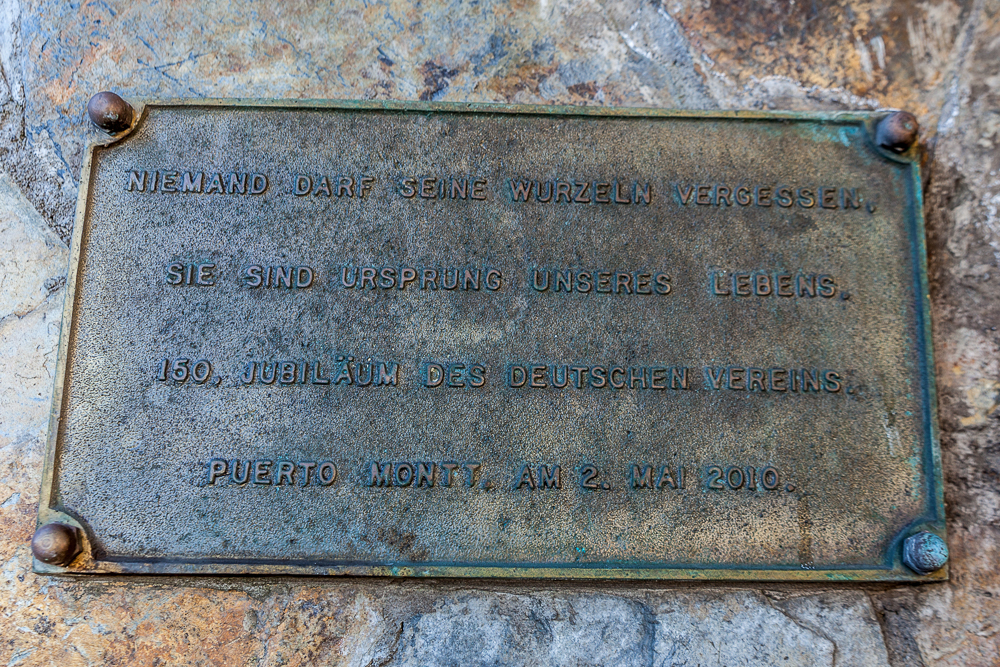 NIEMAND DARF SEINE WURZELN VERGESSEN,
SIE SIND URSPRUNG UNSERES LEBENS.
150. JUBILÄUM DES DEUTSCHEN VEREINS.
PUERTO MONTT, AM 2. MAI 2010.